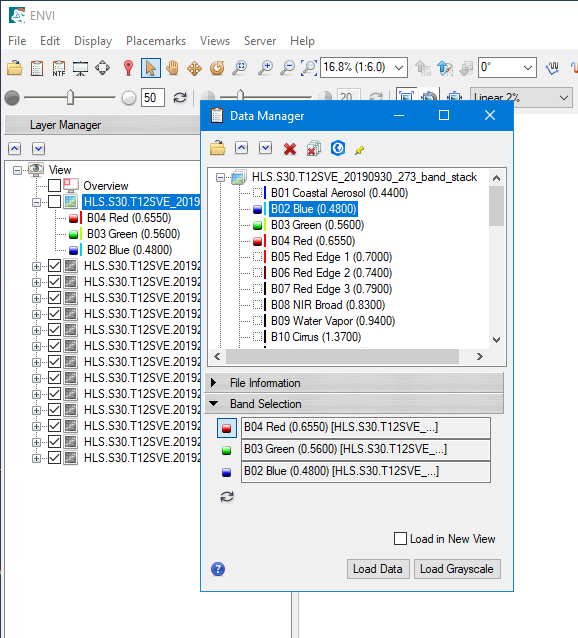 ENVI
File Edit Display Placemarks Views Server Help
NTF 16.8% (1:6.0) 0°
50 20 Linear 2%
Layer Manager
View
Overview
HLS.S30.T12SVE_2019
B04 Red (0.6550)
B03 Green (0.5600)
B02 Blue (0.4800)
HLS.S30.T12SVE.20192
HLS.S30.T12SVE.20192
HLS.S30.T12SVE.20192
HLS.S30.T12SVE.20192
HLS.S30.T12SVE.20192
HLS.S30.T12SVE.20192
HLS.S30.T12SVE.20192
HLS.S30.T12SVE.20192
HLS.S30.T12SVE.20192
HLS.S30.T12SVE.20192
HLS.S30.T12SVE.20192
HLS.S30.T12SVE.20192
HLS.S30.T12SVE.20192
Data Manager
HLS.S30.T12SVE_20190930_273_band_stack
B01 Coastal Aerosol (0.4400)
B02 Blue (0.4800)
B03 Green (0.5600)
B04 Red (0.6550)
B05 Red Edge 1 (0.7000)
B06 Red Edge 2 (0.7400)
B07 Red Edge 3 (0.7900)
B08 NIR Broad (0.8300)
B09 Water Vapor (0.9400)
B10 Cirrus (1.3700)
File Information
Band Selection
B04 Red (0.6550) [HLS.S30.T12SVE_...]
B03 Green (0.5600) [HLS.S30.T12SVE_...]
B02 Blue (0.4800) [HLS.S30.T12SVE_...]
Load in New View
Load Data Load Grayscale